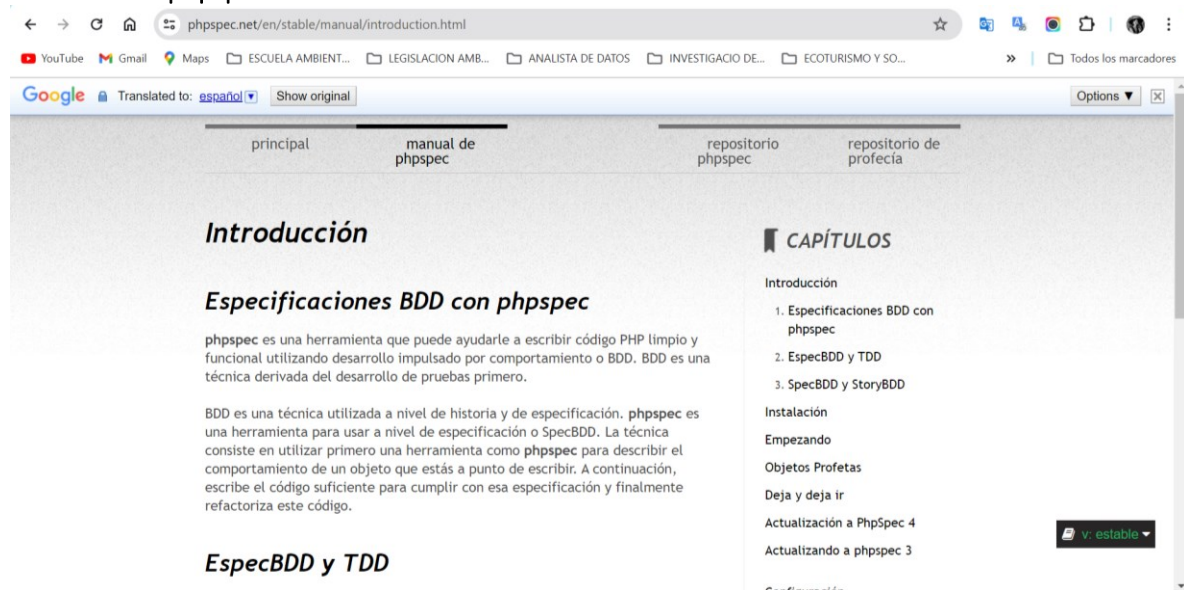 phpspec.net/en/stable/manual/introduction.html
YouTube Gmail Maps ESCUELA AMBIENT... LEGISLACION AMB... ANALISTA DE DATOS INVESTIGACIO DE... ECOTURISMO Y SO... » Todos los marcadores
Google Translated to: español Show original Options ▼
principal manual de phpspec repositorio phpspec repositorio de profecía
Introducción
Especificaciones BDD con phpspec
phpspec es una herramienta que puede ayudarle a escribir código PHP limpio y
funcional utilizando desarrollo impulsado por comportamiento o BDD. BDD es una
técnica derivada del desarrollo de pruebas primero.
BDD es una técnica utilizada a nivel de historia y de especificación. phpspec es
una herramienta para usar a nivel de especificación o SpecBDD. La técnica
consiste en utilizar primero una herramienta como phpspec para describir el
comportamiento de un objeto que estás a punto de escribir. A continuación,
escribe el código suficiente para cumplir con esa especificación y finalmente
refactoriza este código.
EspecBDD y TDD
CAPÍTULOS
Introducción
1. Especificaciones BDD con
phpspec
2. EspecBDD y TDD
3. SpecBDD y StoryBDD
Instalación
Empezando
Objetos Profetas
Deja y deja ir
Actualización a PhpSpec 4
Actualizando a phpspec 3
v: estable